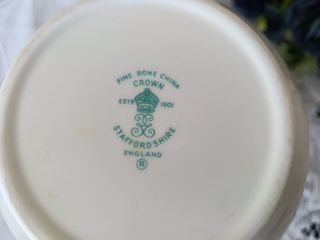 FINE BONE CHINA
CROWN
ESTD 1801
STAFFORDSHIRE
ENGLAND
®